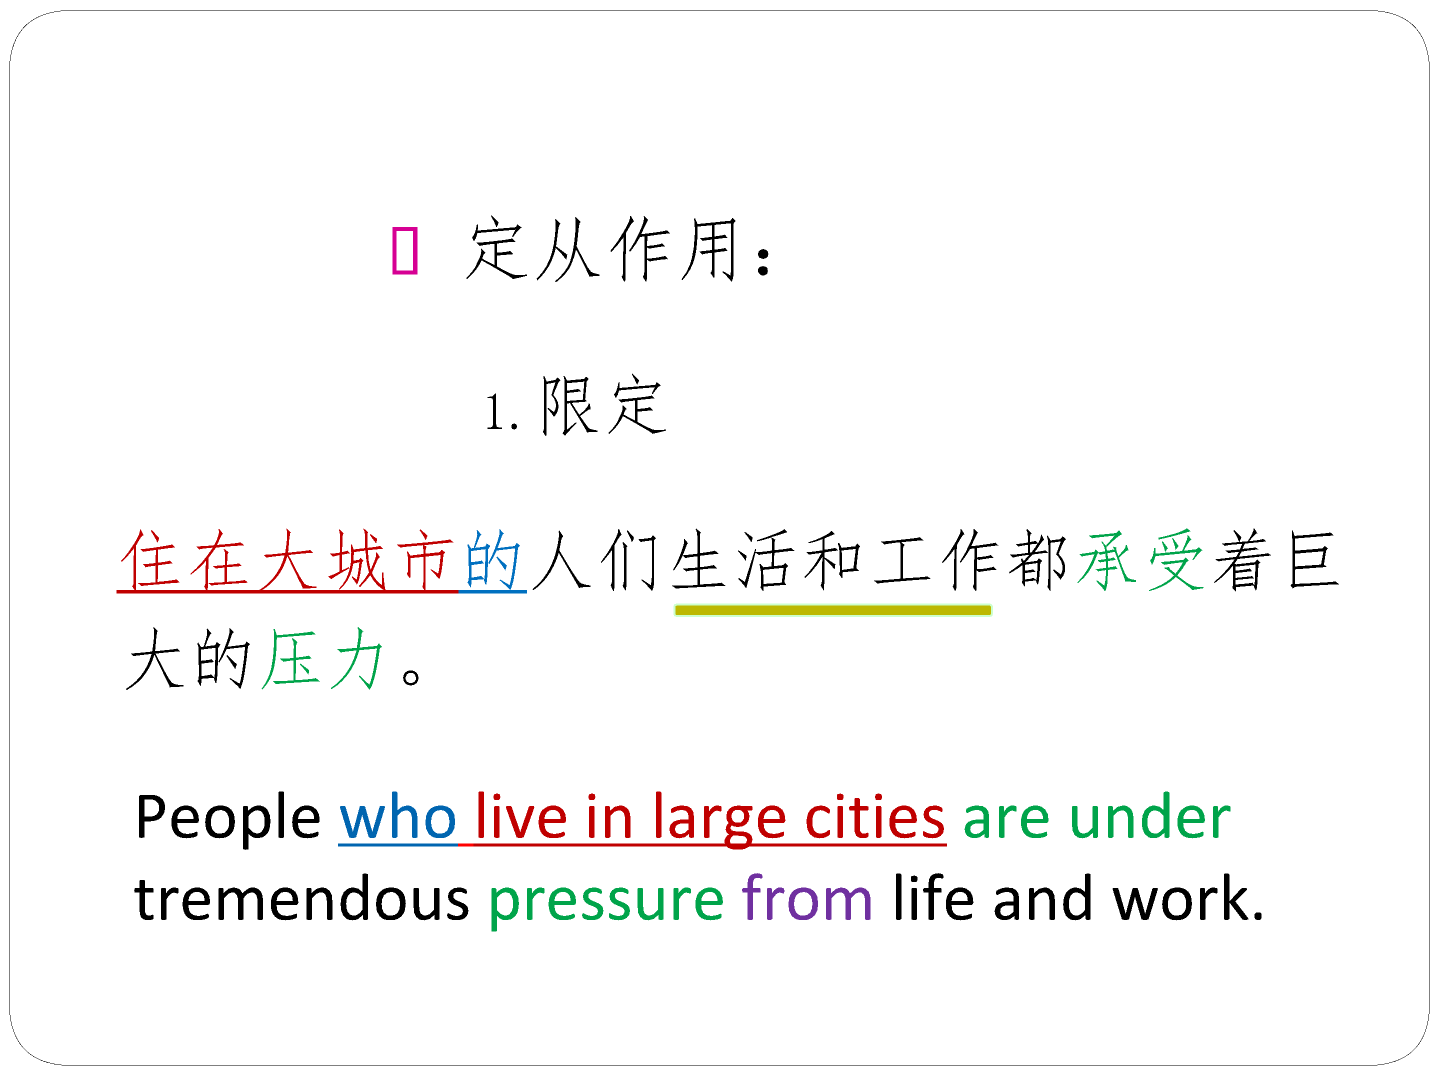 定从作用：
1.限定
住在大城市的人们生活和工作都承受着巨
大的压力。
People who live in large cities are under
tremendous pressure from life and work.